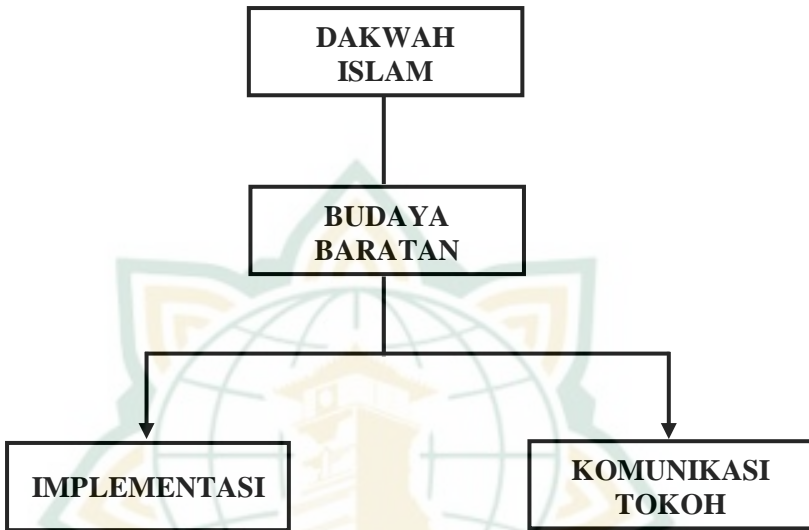 DAKWAH
ISLAM
BUDAYA
BARATAN
IMPLEMENTASI
KOMUNIKASI
TOKOH